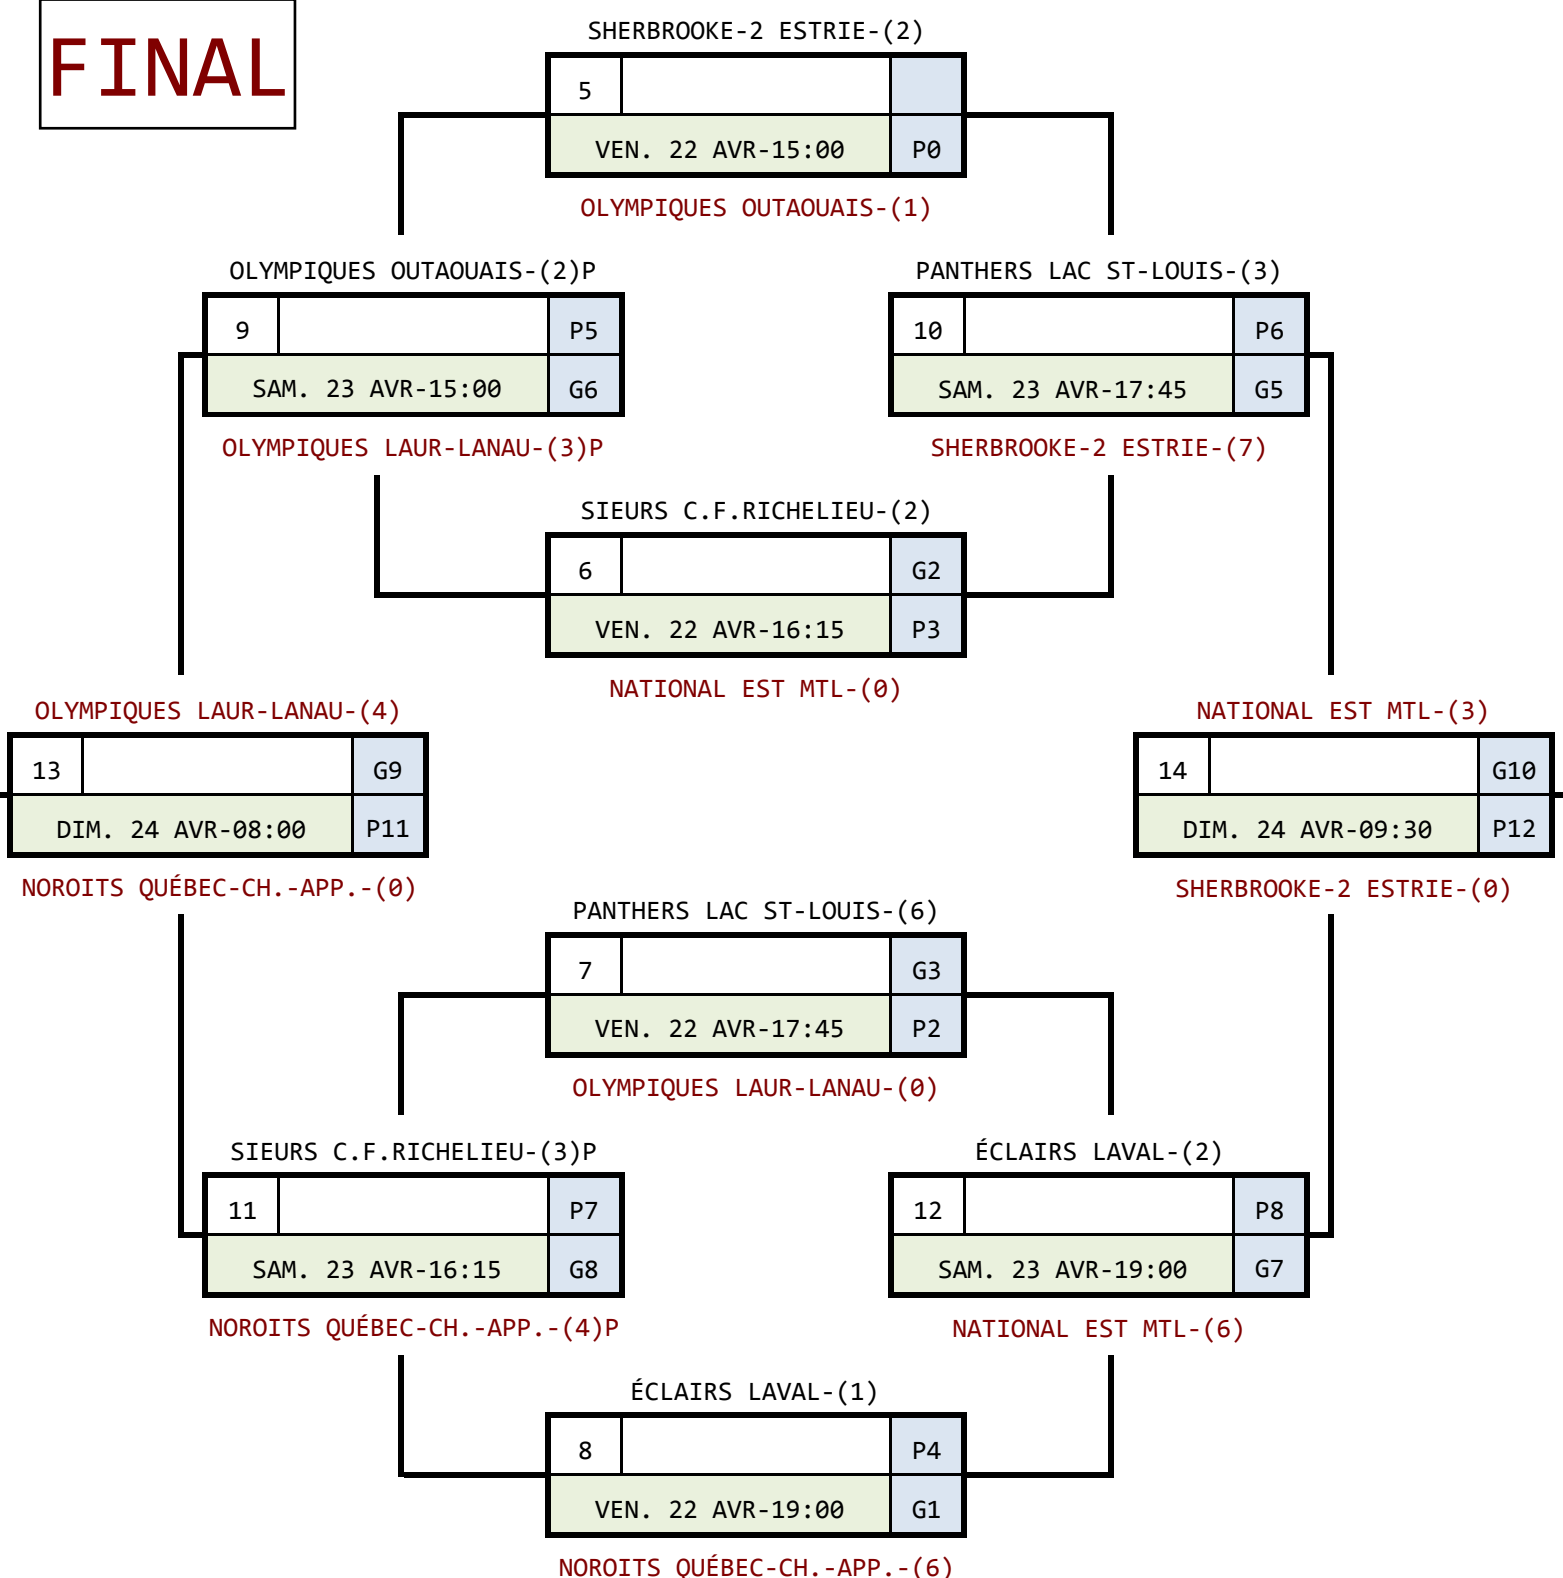 FINAL
SHERBROOKE-2 ESTRIE-(2)
5
VEN. 22 AVR-15:00 P0
OLYMPIQUES OUTAOUAIS-(1)
OLYMPIQUES OUTAOUAIS-(2)P
9 P5
SAM. 23 AVR-15:00 G6
OLYMPIQUES LAUR-LANAU-(3)P
PANTHERS LAC ST-LOUIS-(3)
10 P6
SAM. 23 AVR-17:45 G5
SHERBROOKE-2 ESTRIE-(7)
SIEURS C.F.RICHELIEU-(2)
6 G2
VEN. 22 AVR-16:15 P3
NATIONAL EST MTL-(0)
OLYMPIQUES LAUR-LANAU-(4)
13 G9
DIM. 24 AVR-08:00 P11
NOROITS QUÉBEC-CH.-APP.-(0)
NATIONAL EST MTL-(3)
14 G10
DIM. 24 AVR-09:30 P12
SHERBROOKE-2 ESTRIE-(0)
PANTHERS LAC ST-LOUIS-(6)
7 G3
VEN. 22 AVR-17:45 P2
OLYMPIQUES LAUR-LANAU-(0)
SIEURS C.F.RICHELIEU-(3)P
11 P7
SAM. 23 AVR-16:15 G8
NOROITS QUÉBEC-CH.-APP.-(4)P
ÉCLAIRS LAVAL-(2)
12 P8
SAM. 23 AVR-19:00 G7
NATIONAL EST MTL-(6)
ÉCLAIRS LAVAL-(1)
8 P4
VEN. 22 AVR-19:00 G1
NOROITS QUÉBEC-CH.-APP.-(6)